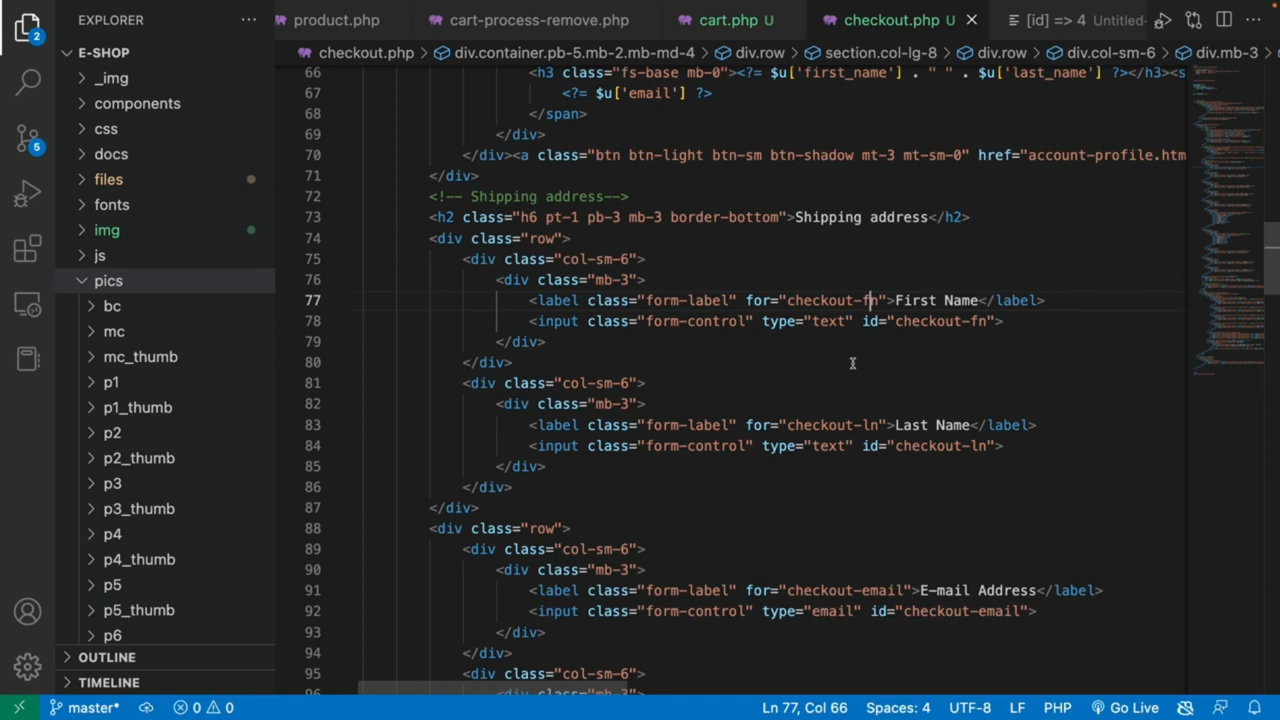 EXPLORER
product.php
cart-process-remove.php
cart.php U
checkout.php U
[id] => 4 Untitled-
2
E-SHOP
checkout.php
div.container.pb-5.mb-2.mb-md-4
div.row
section.col-lg-8
div.row
div.col-sm-6
div.mb-3
_img
components
css
docs
files
fonts
img
js
pics
bc
mc
mc_thumb
p1
p1_thumb
p2
p2_thumb
p3
p3_thumb
p4
p4_thumb
p5
p5_thumb
p6
OUTLINE
TIMELINE
5
66 <h3 class="fs-base mb-0"><?= $u['first_name'] . " " . $u['last_name'] ?></h3><s
67 <?= $u['email'] ?>
68 </span>
69 </div>
70 </div><a class="btn btn-light btn-sm btn-shadow mt-3 mt-sm-0" href="account-profile.htm
71 </div>
72 <!-- Shipping address-->
73 <h2 class="h6 pt-1 pb-3 mb-3 border-bottom">Shipping address</h2>
74 <div class="row">
75 <div class="col-sm-6">
76 <div class="mb-3">
77 <label class="form-label" for="checkout-fn">First Name</label>
78 <input class="form-control" type="text" id="checkout-fn">
79 </div>
80 </div>
81 <div class="col-sm-6">
82 <div class="mb-3">
83 <label class="form-label" for="checkout-ln">Last Name</label>
84 <input class="form-control" type="text" id="checkout-ln">
85 </div>
86 </div>
87 </div>
88 <div class="row">
89 <div class="col-sm-6">
90 <div class="mb-3">
91 <label class="form-label" for="checkout-email">E-mail Address</label>
92 <input class="form-control" type="email" id="checkout-email">
93 </div>
94 </div>
95 <div class="col-sm-6">
96 <div class="mb-3">
master* 0 0 Ln 77, Col 66 Spaces: 4 UTF-8 LF PHP Go Live